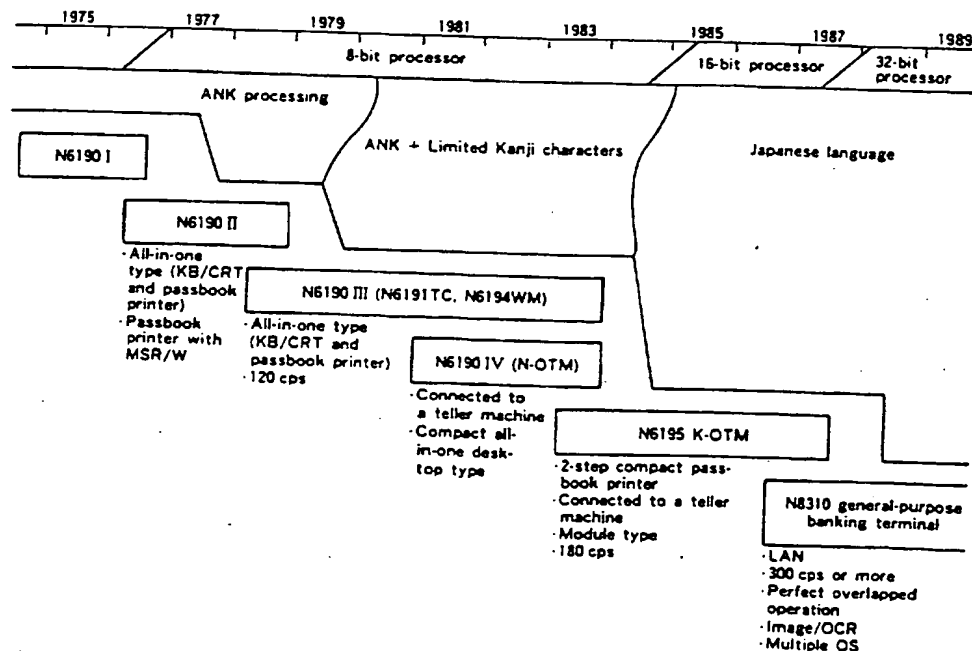 1975 1977 1979 1981 1983 1985 1987 1989
8-bit processor
16-bit processor
32-bit
processor
ANK processing
ANK + Limited Kanji characters
Japanese language
N6190 I
N6190 II
· All-in-one
type (KB/CRT
and passbook
printer)
· Passbook
printer with
MSR/W
N6190 III (N6191TC, N6194WM)
· All-in-one type
(KB/CRT and
passbook printer)
· 120 cps
N6190 IV (N-OTM)
· Connected to
a teller machine
· Compact all-
in-one desk-
top type
N6195 K-OTM
· 2-step compact pass-
book printer
· Connected to a teller
machine
· Module type
· 180 cps
N8310 general-purpose
banking terminal
· LAN
· 300 cps or more
· Perfect overlapped
operation
· Image/OCR
· Multiple OS